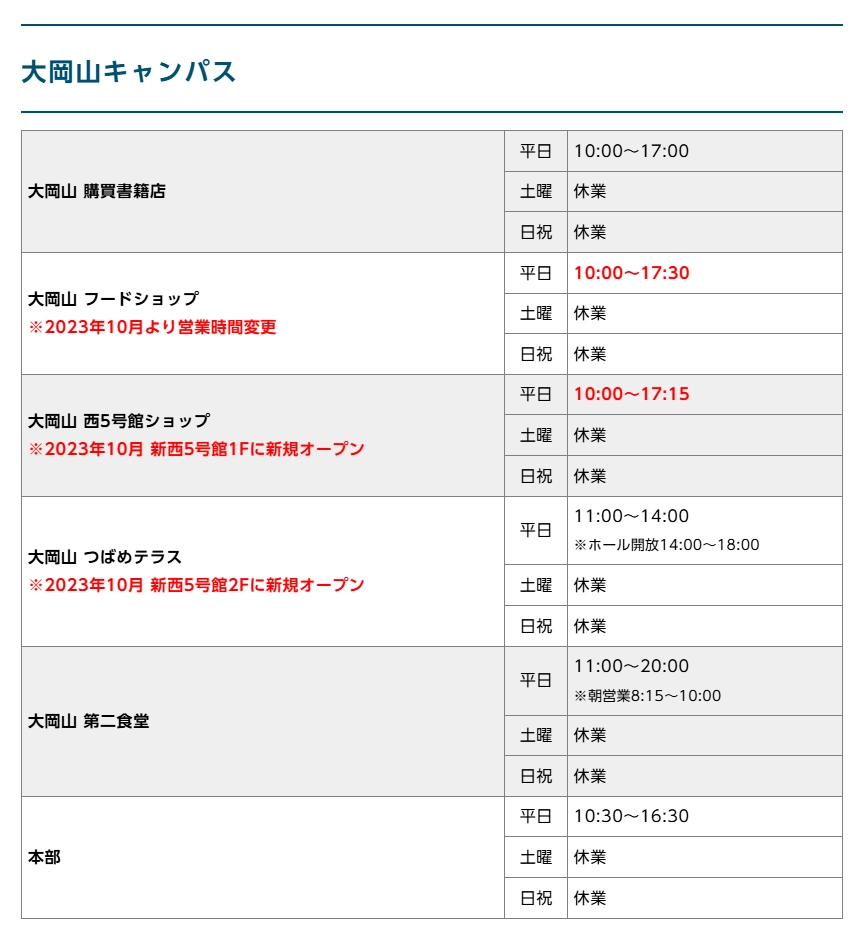 大岡山キャンパス
大岡山 購買書籍店
平日 10:00～17:00
土曜 休業
日祝 休業
大岡山 フードショップ
※2023年10月より営業時間変更
平日 10:00～17:30
土曜 休業
日祝 休業
大岡山 西5号館ショップ
※2023年10月 新西5号館1Fに新規オープン
平日 10:00～17:15
土曜 休業
日祝 休業
大岡山 つばめテラス
※2023年10月 新西5号館2Fに新規オープン
平日 11:00～14:00
※ホール開放14:00～18:00
土曜 休業
日祝 休業
大岡山 第二食堂
平日 11:00～20:00
※朝営業8:15～10:00
土曜 休業
日祝 休業
本部
平日 10:30～16:30
土曜 休業
日祝 休業